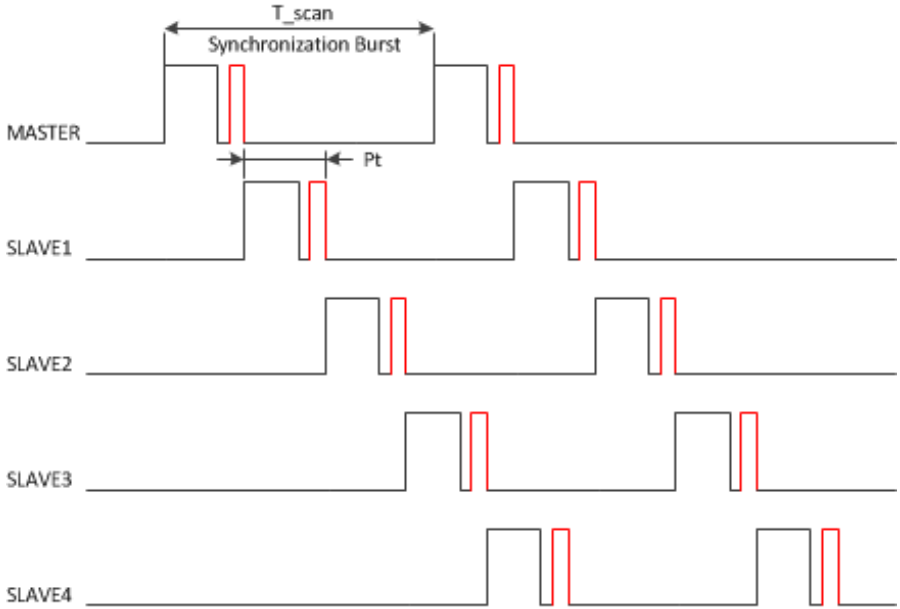 T_scan
Synchronization Burst
MASTER
Pt
SLAVE1
SLAVE2
SLAVE3
SLAVE4